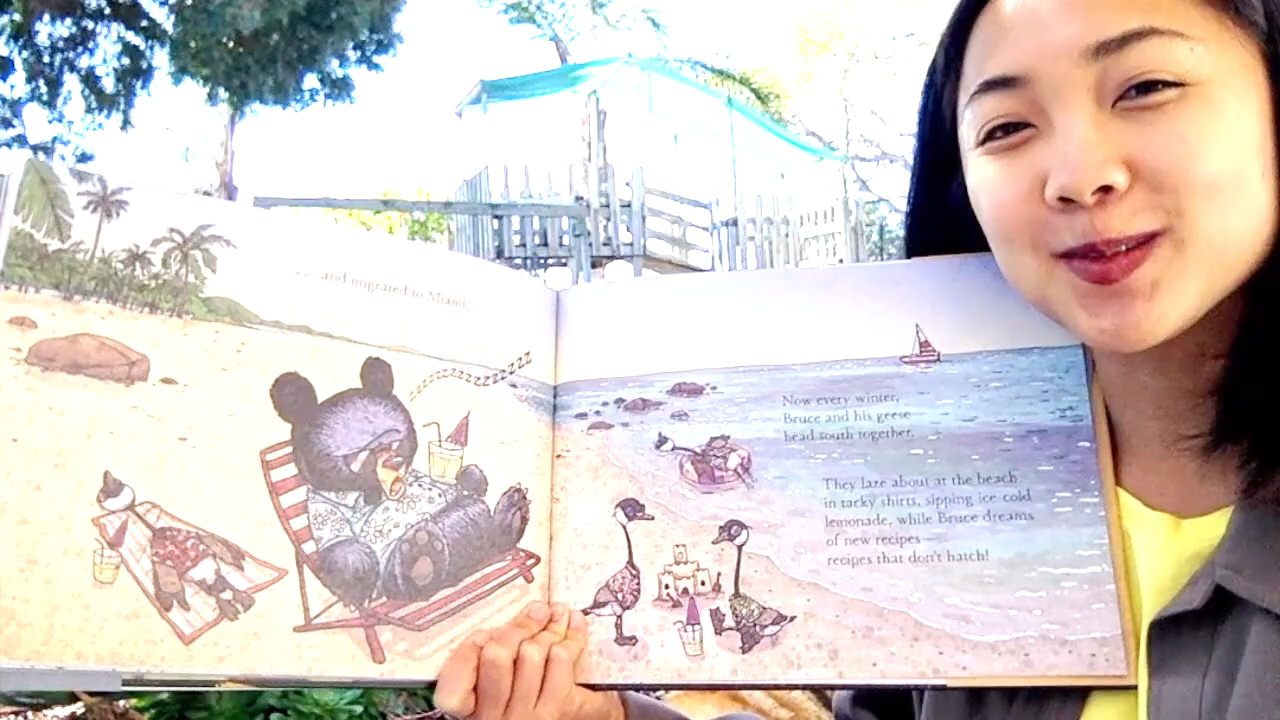 ... and migrated to Miami.
zzzzzzzzzzzzzz
Now every winter,
Bruce and his geese
head south together.
They laze about at the beach
in tacky shirts, sipping ice-cold
lemonade, while Bruce dreams
of new recipes—
recipes that don't hatch!